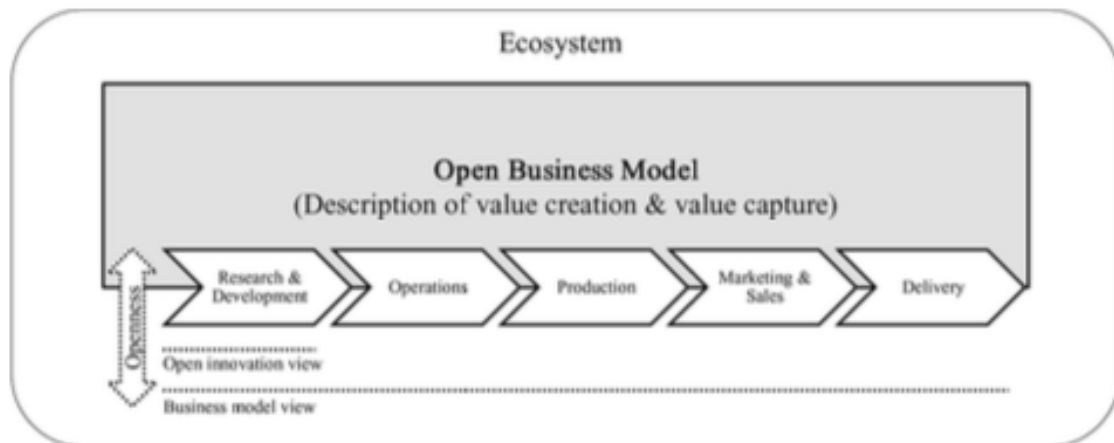 Ecosystem
Open Business Model
(Description of value creation & value capture)
Research &
Development
Operations
Production
Marketing &
Sales
Delivery
Openness
Open innovation view
Business model view